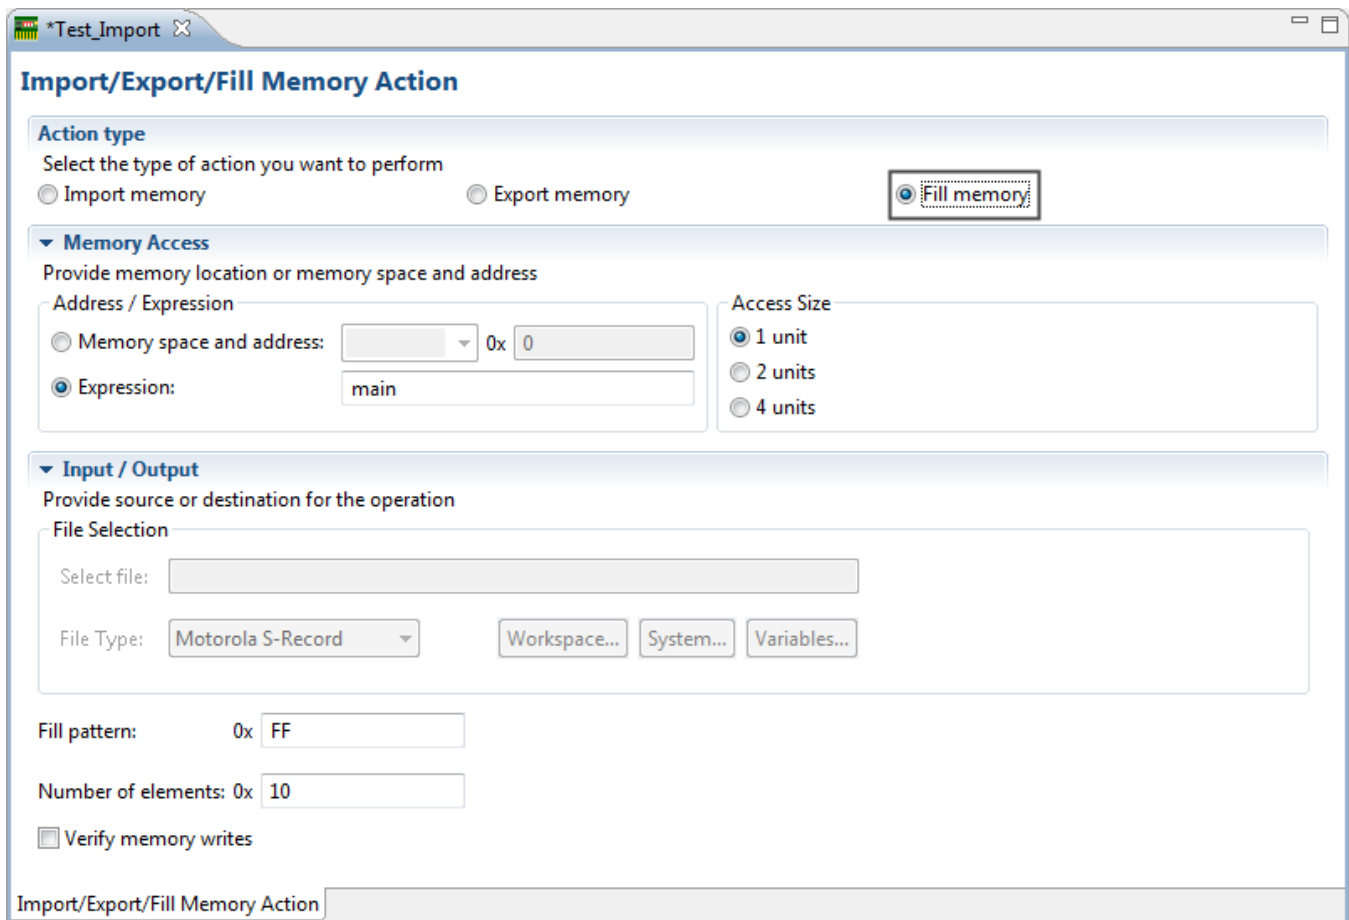 *Test_Import
Import/Export/Fill Memory Action
Action type
Select the type of action you want to perform
Import memory Export memory Fill memory
Memory Access
Provide memory location or memory space and address
Address / Expression Access Size
Memory space and address: 0x 0 1 unit
2 units
Expression: main
4 units
Input / Output
Provide source or destination for the operation
File Selection
Select file:
File Type: Motorola S-Record Workspace... System... Variables...
Fill pattern: 0x FF
Number of elements: 0x 10
Verify memory writes
Import/Export/Fill Memory Action